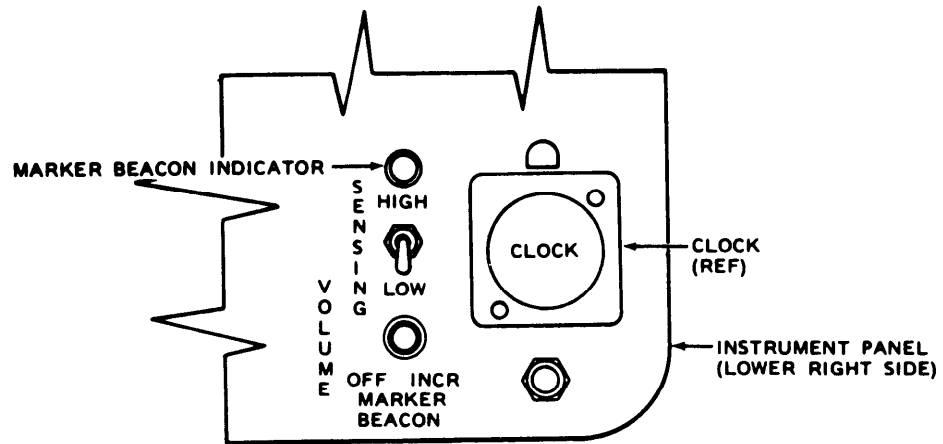 MARKER BEACON INDICATOR
SENSING
HIGH
LOW
VOLUME
OFF INCR
MARKER
BEACON
CLOCK
CLOCK
(REF)
INSTRUMENT PANEL
(LOWER RIGHT SIDE)